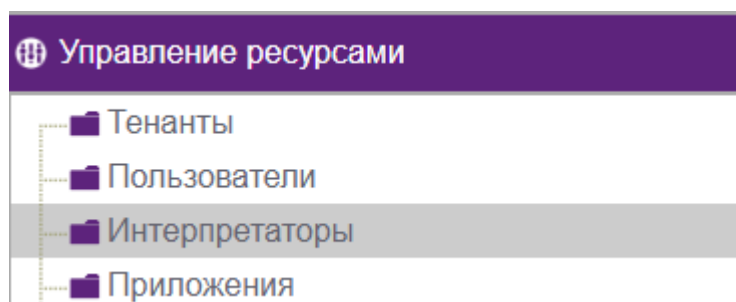 Управление ресурсами
Тенанты
Пользователи
Интерпретаторы
Приложения